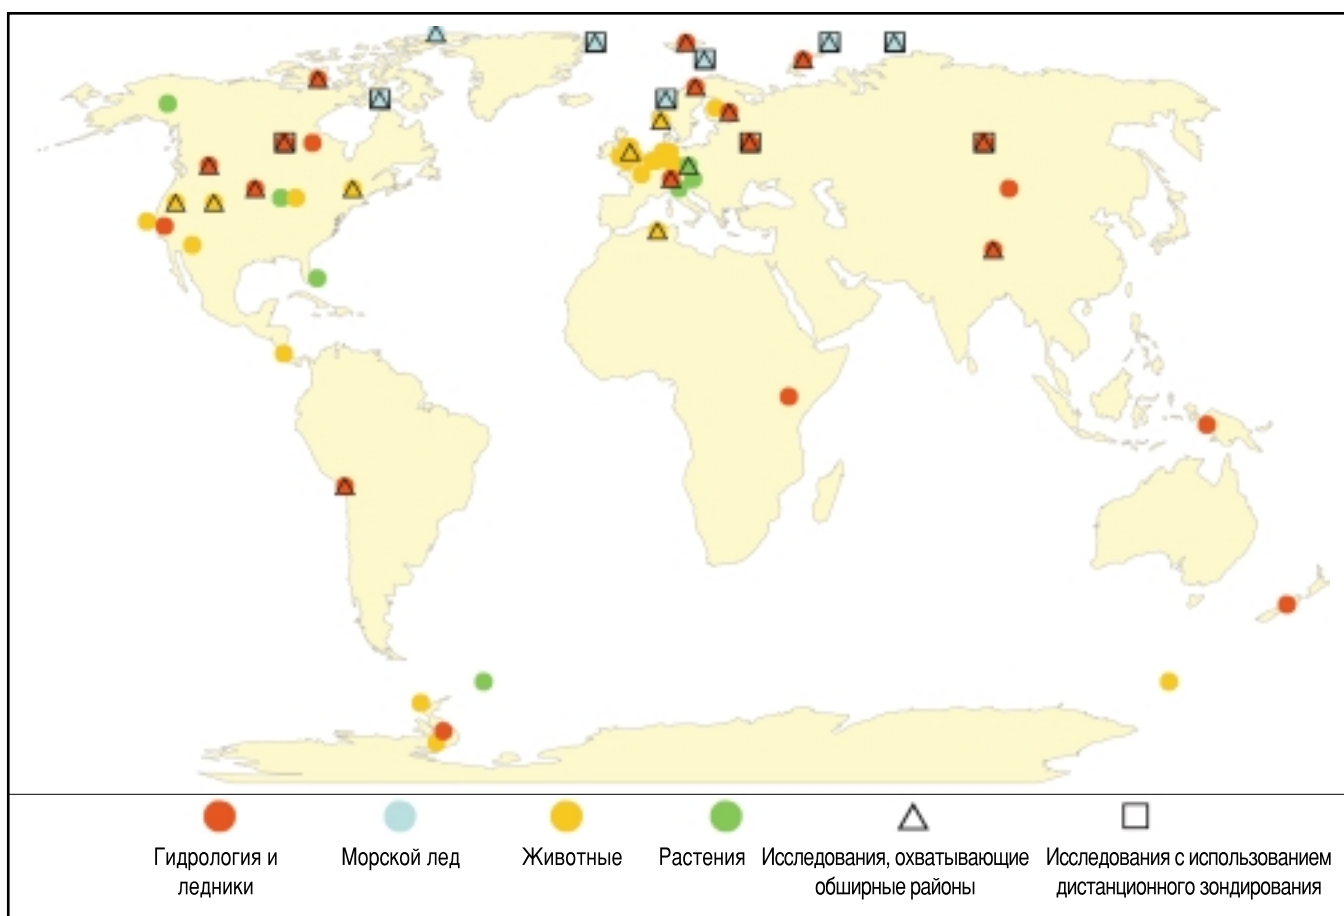 Гидрология и
ледники
Морской лед
Животные
Растения
Исследования, охватывающие
обширные районы
Исследования с использованием
дистанционного зондирования